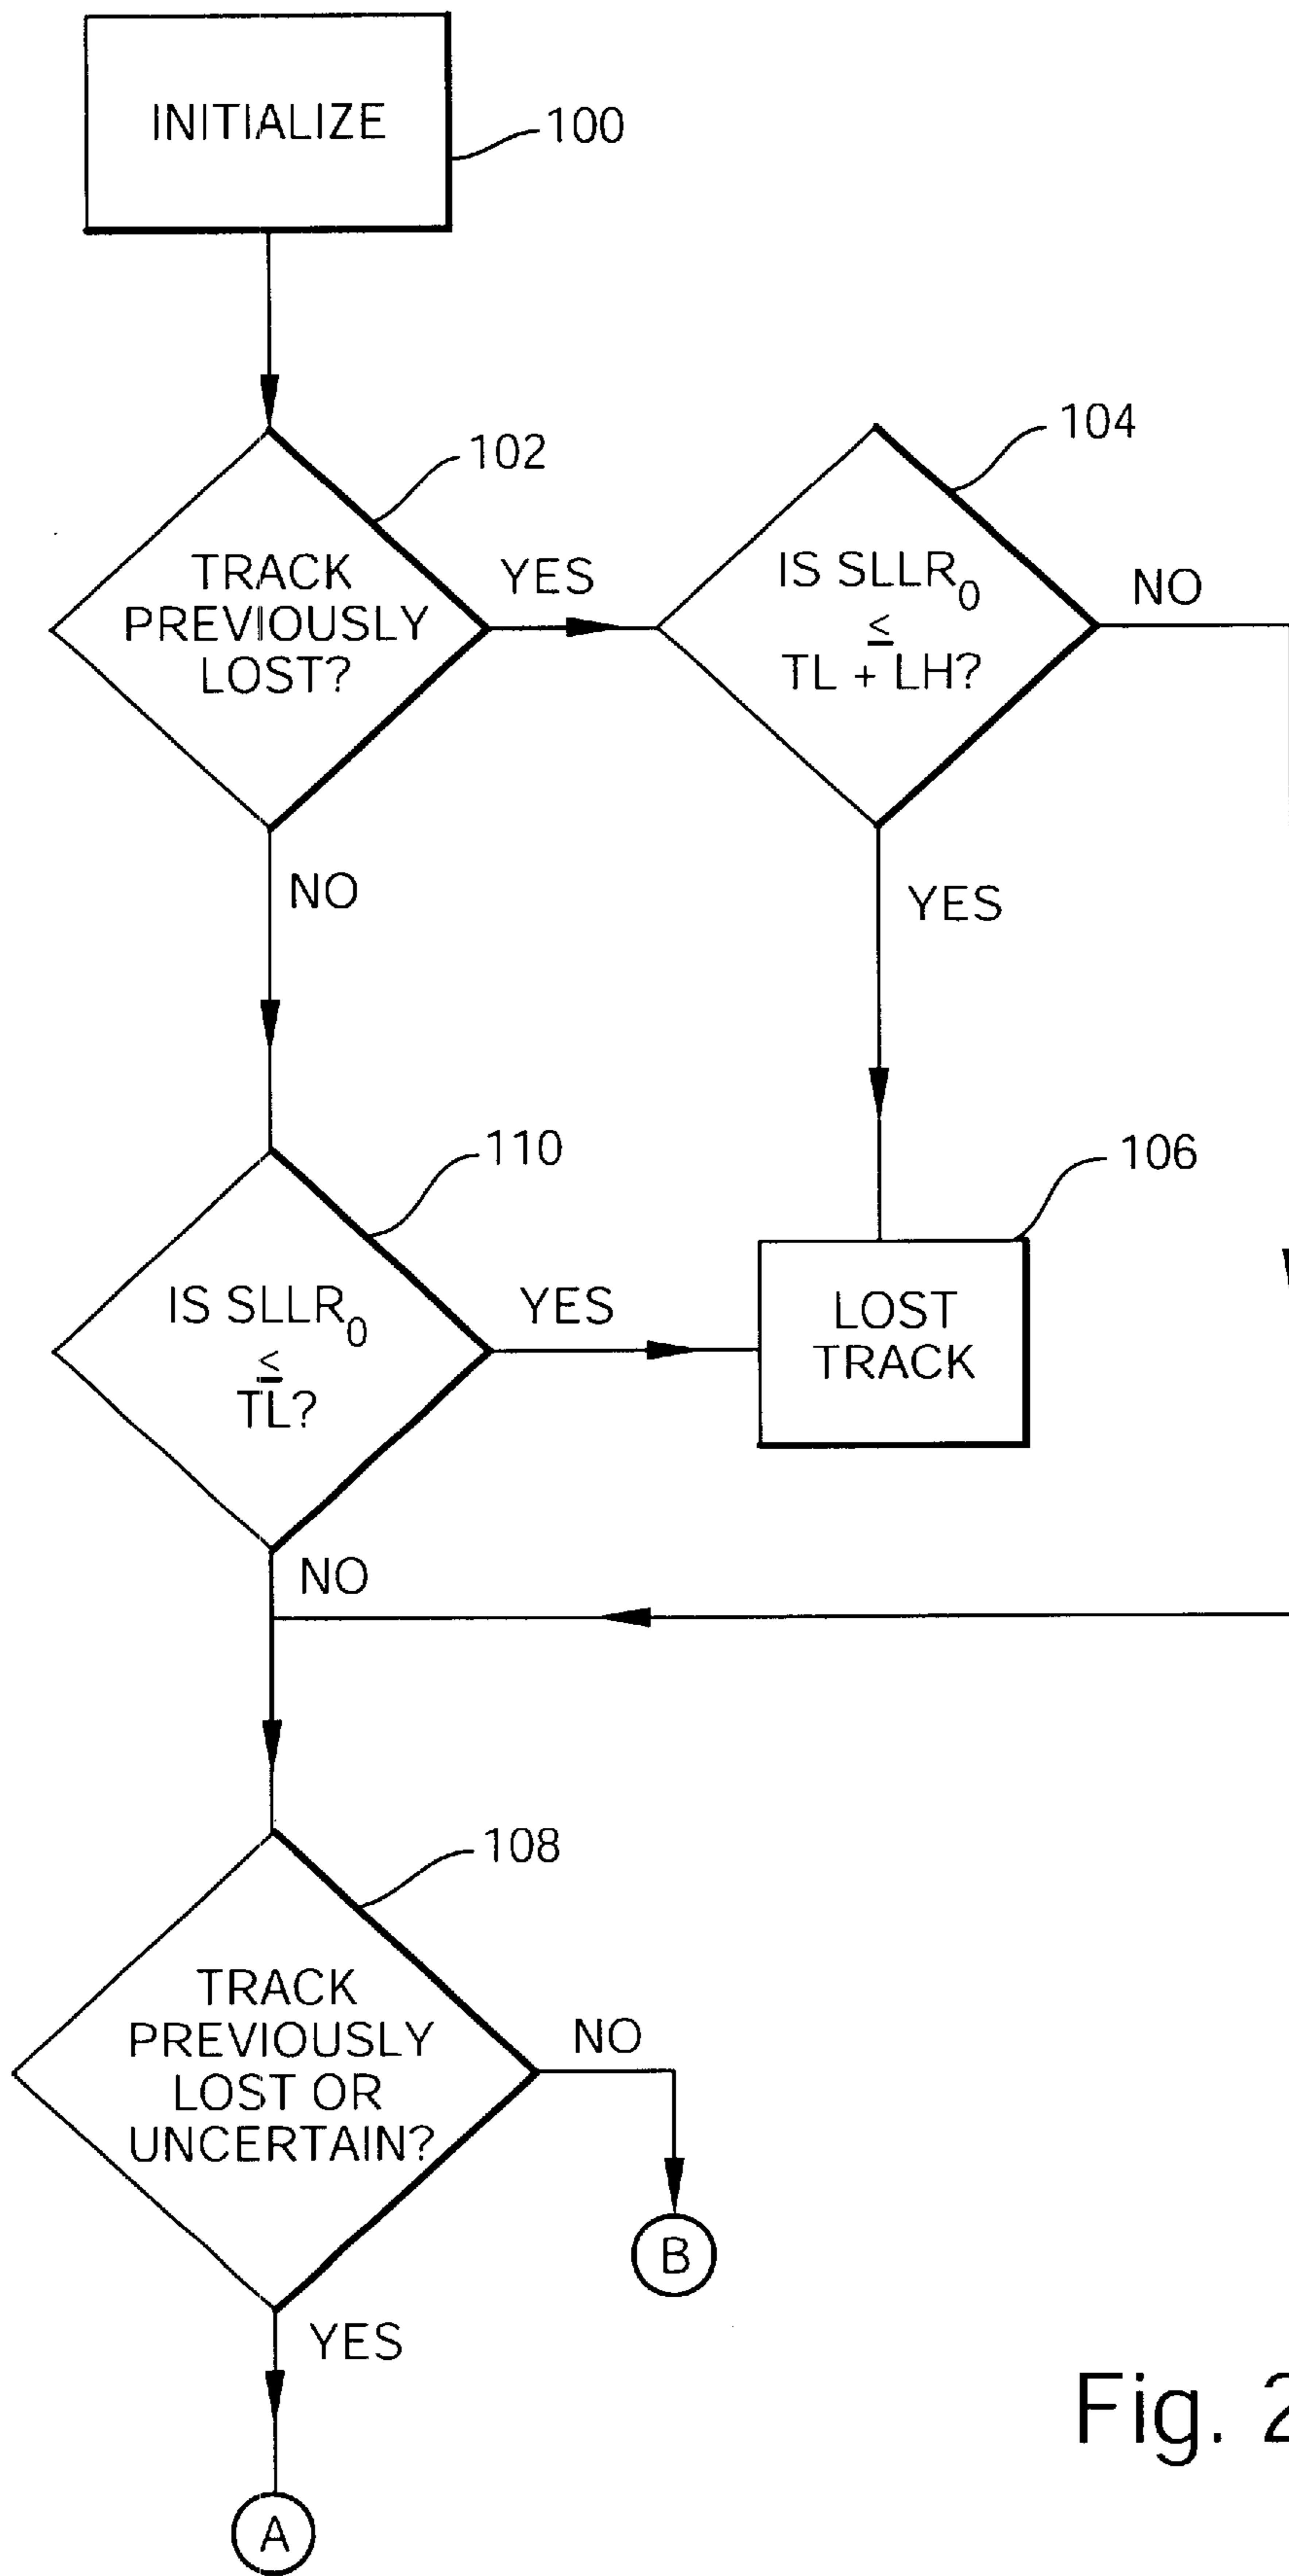 INITIALIZE
100
102
104
TRACK
PREVIOUSLY
LOST?
YES
IS SLLR0
≤
TL + LH?
NO
NO
YES
110
106
IS SLLR0
≤
TL?
YES
LOST
TRACK
NO
108
TRACK
PREVIOUSLY
LOST OR
UNCERTAIN?
NO
B
YES
A
Fig. 2